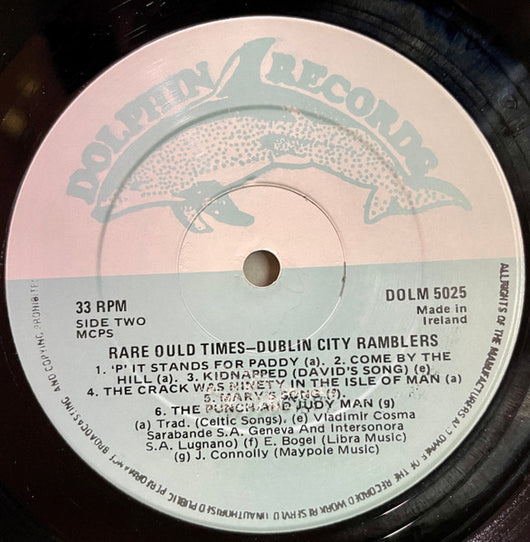 DOLPHIN RECORDS
33 RPM
SIDE TWO
MCPS
DOLM 5025
Made in
Ireland
RARE OULD TIMES—DUBLIN CITY RAMBLERS
1. 'P' IT STANDS FOR PADDY (a). 2. COME BY THE
HILL (a). 3. KIDNAPPED (DAVID'S SONG) (e)
4. THE CRACK WAS NINETY IN THE ISLE OF MAN (a)
5. MARY'S SONG (f).
6. THE PUNCH AND JUDY MAN (g)
(a) Trad. (Celtic Songs). (e) Vladimir Cosma
Sarabande S.A. Geneva And Intersonora
S.A. Lugnano) (f) E. Bogel (Libra Music)
(g) J. Connolly (Maypole Music)
ALL RIGHTS OF THE MANUFACTURERS AND OWNER OF THE RECORDED WORK RESERVED UNAUTHORISED PUBLIC PERFORMANCE BROADCASTING AND COPYING PROHIBITED